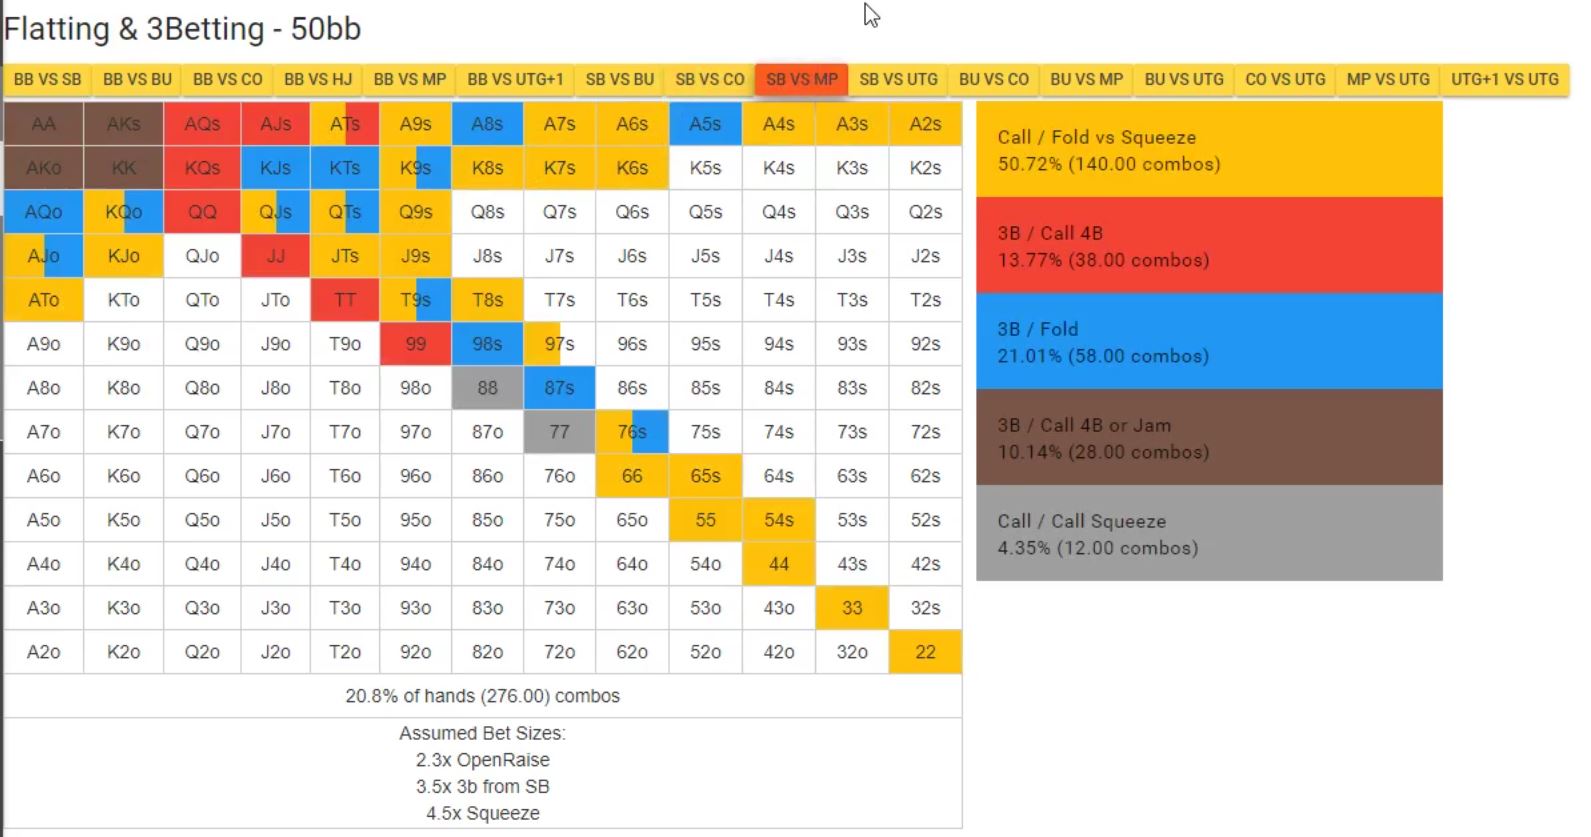 Flatting & 3Betting - 50bb
BB VS SB BB VS BU BB VS CO BB VS HJ BB VS MP BB VS UTG+1 SB VS BU SB VS CO SB VS MP SB VS UTG BU VS CO BU VS MP BU VS UTG CO VS UTG MP VS UTG UTG+1 VS UTG
AA AKs AQs AJs ATs A9s A8s A7s A6s A5s A4s A3s A2s
AKo KK KQs KJs KTs K9s K8s K7s K6s K5s K4s K3s K2s
AQo KQo QQ QJs QTs Q9s Q8s Q7s Q6s Q5s Q4s Q3s Q2s
AJo KJo QJo JJ JTs J9s J8s J7s J6s J5s J4s J3s J2s
ATo KTo QTo JTo TT T9s T8s T7s T6s T5s T4s T3s T2s
A9o K9o Q9o J9o T9o 99 98s 97s 96s 95s 94s 93s 92s
A8o K8o Q8o J8o T8o 98o 88 87s 86s 85s 84s 83s 82s
A7o K7o Q7o J7o T7o 97o 87o 77 76s 75s 74s 73s 72s
A6o K6o Q6o J6o T6o 96o 86o 76o 66 65s 64s 63s 62s
A5o K5o Q5o J5o T5o 95o 85o 75o 65o 55 54s 53s 52s
A4o K4o Q4o J4o T4o 94o 84o 74o 64o 54o 44 43s 42s
A3o K3o Q3o J3o T3o 93o 83o 73o 63o 53o 43o 33 32s
A2o K2o Q2o J2o T2o 92o 82o 72o 62o 52o 42o 32o 22
20.8% of hands (276.00) combos
Assumed Bet Sizes:
2.3x OpenRaise
3.5x 3b from SB
4.5x Squeeze
Call / Fold vs Squeeze
50.72% (140.00 combos)
3B / Call 4B
13.77% (38.00 combos)
3B / Fold
21.01% (58.00 combos)
3B / Call 4B or Jam
10.14% (28.00 combos)
Call / Call Squeeze
4.35% (12.00 combos)